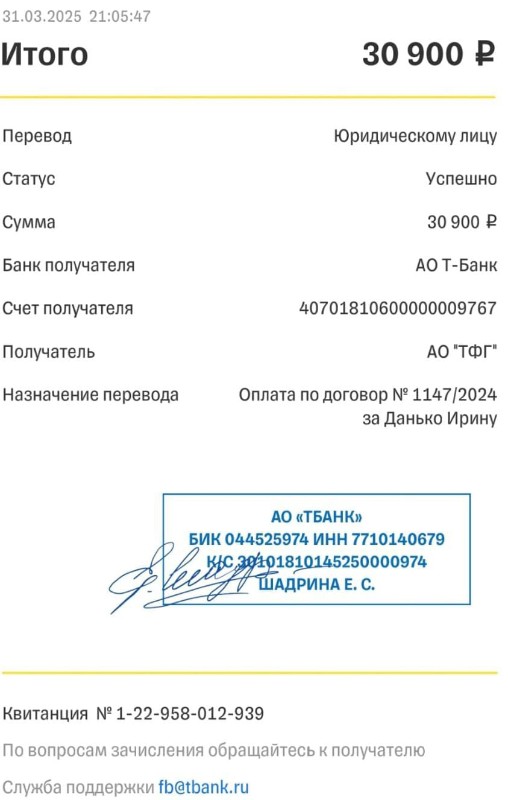 31.03.2025 21:05:47
Итого 30 900 ₽
Перевод Юридическому лицу
Статус Успешно
Сумма 30 900 ₽
Банк получателя АО Т-Банк
Счет получателя 40701810600000009767
Получатель АО "ТФГ"
Назначение перевода Оплата по договор № 1147/2024
за Данько Ирину
АО «ТБАНК»
БИК 044525974 ИНН 7710140679
К/С 30101810145250000974
ШАДРИНА Е. С.
Квитанция № 1-22-958-012-939
По вопросам зачисления обращайтесь к получателю
Служба поддержки fb@tbank.ru